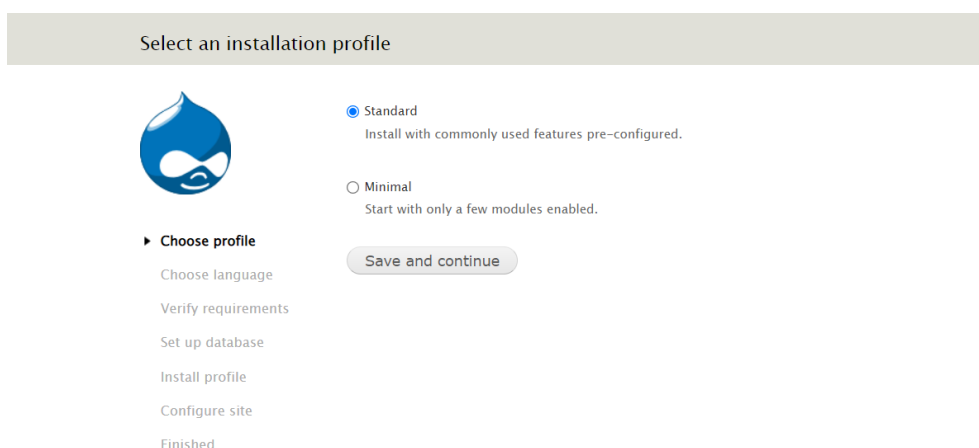 Select an installation profile
Standard
Install with commonly used features pre-configured.
Minimal
Start with only a few modules enabled.
Save and continue
Choose profile
Choose language
Verify requirements
Set up database
Install profile
Configure site
Finished